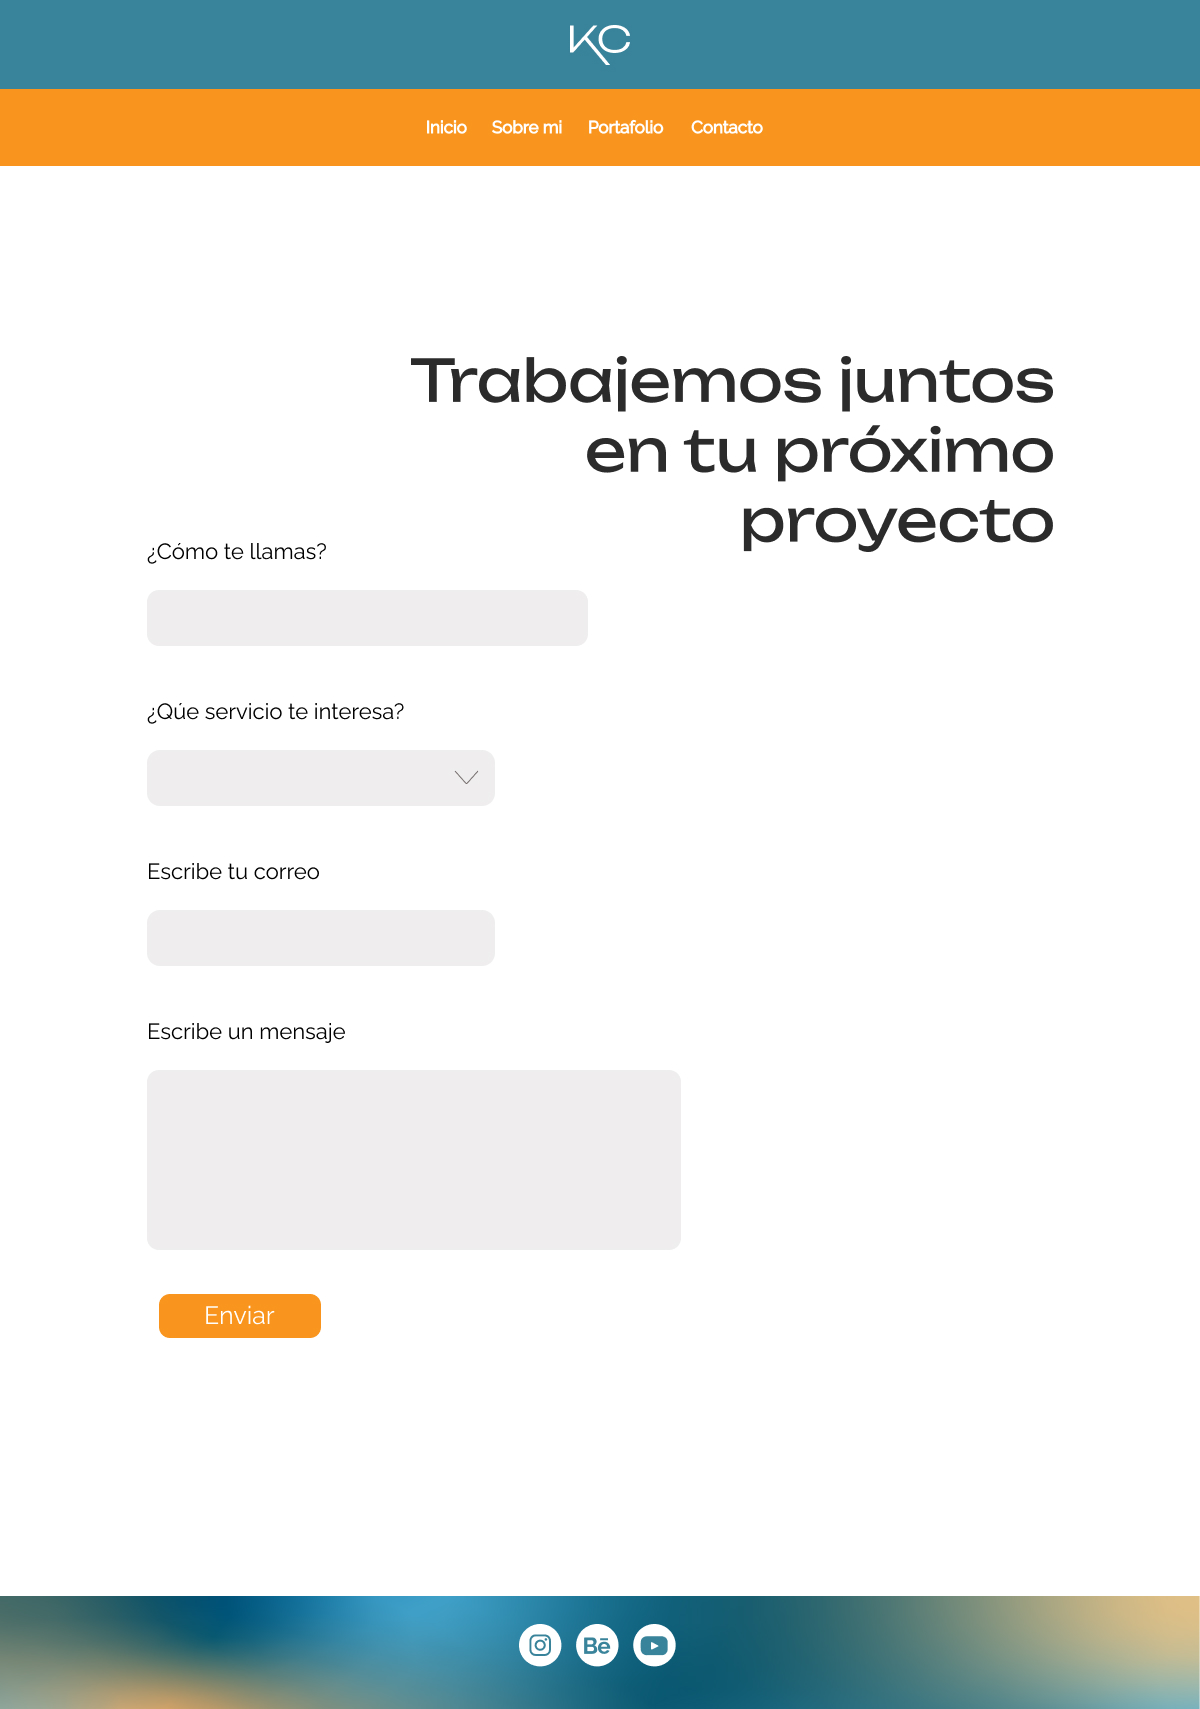 KC
Inicio Sobre mi Portafolio Contacto
Trabajemos juntos
en tu próximo
proyecto
¿Cómo te llamas?
¿Qúe servicio te interesa?
Escribe tu correo
Escribe un mensaje
Enviar
Bē